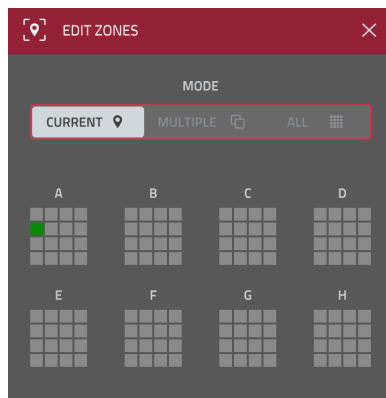 EDIT ZONES
MODE
CURRENT MULTIPLE ALL
A B C D
E F G H